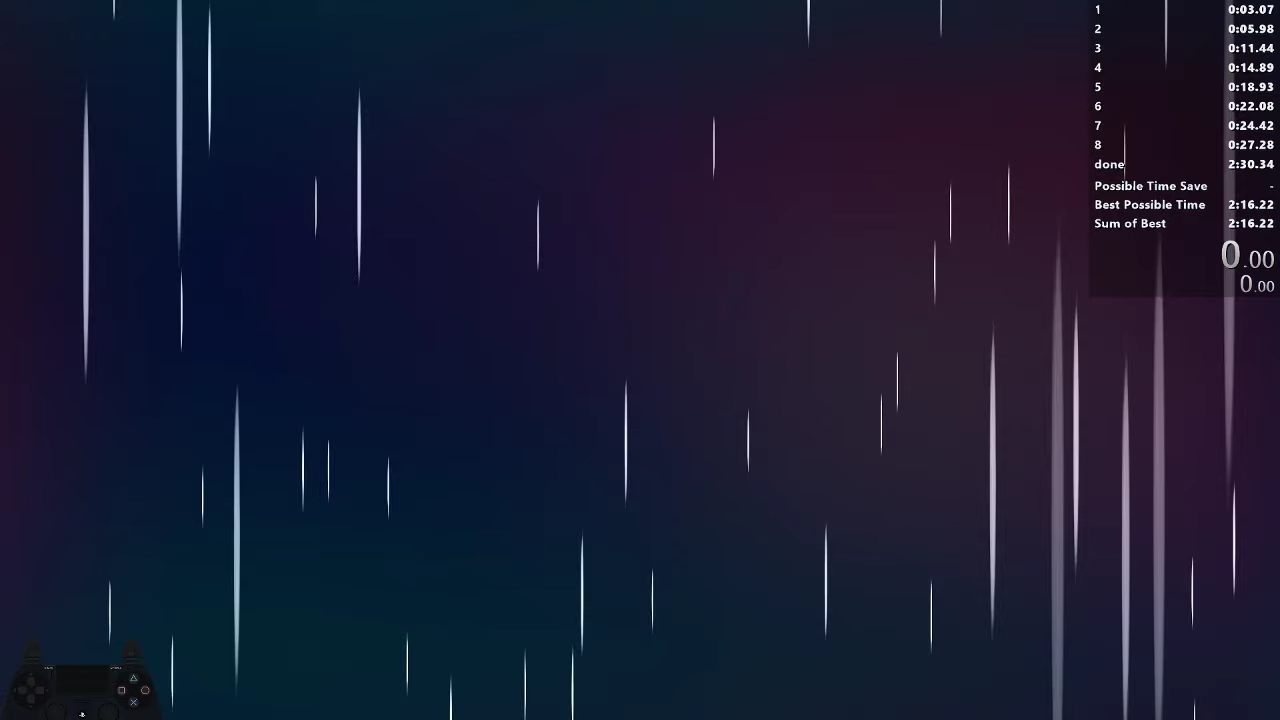 1 0:03.07
2 0:05.98
3 0:11.44
4 0:14.89
5 0:18.93
6 0:22.08
7 0:24.42
8 0:27.28
done 2:30.34
Possible Time Save -
Best Possible Time 2:16.22
Sum of Best 2:16.22
0.00
0.00